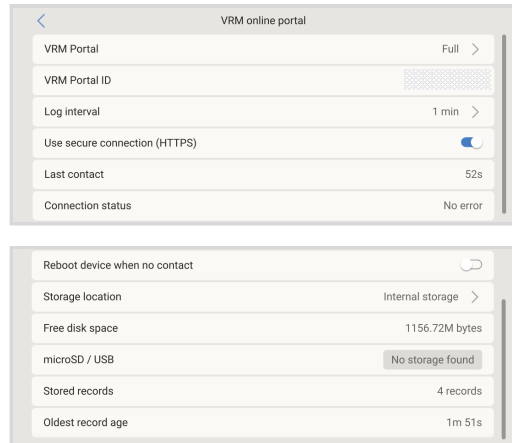 VRM online portal
VRM Portal Full
VRM Portal ID
Log interval 1 min
Use secure connection (HTTPS)
Last contact 52s
Connection status No error
Reboot device when no contact
Storage location Internal storage
Free disk space 1156.72M bytes
microSD / USB No storage found
Stored records 4 records
Oldest record age 1m 51s